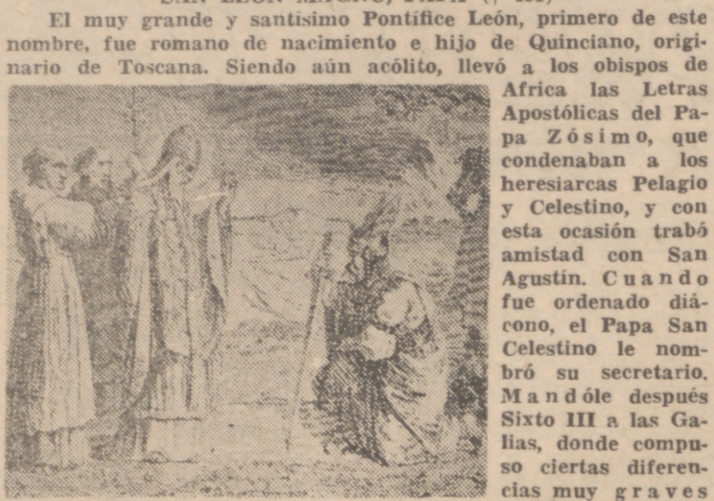 SAN LEON MAGNO, PAPA
El muy grande y santísimo Pontífice León, primero de este
nombre, fue romano de nacimiento e hijo de Quinciano, origi-
nario de Toscana. Siendo aún acólito, llevó a los obispos de
Africa las Letras
Apostólicas del Pa-
pa Zósimo, que
condenaban a los
heresiarcas Pelagio
y Celestino, y con
esta ocasión trabó
amistad con San
Agustín. Cuando
fue ordenado diá-
cono, el Papa San
Celestino le nom-
bró su secretario.
Mandóle después
Sixto III a las Ga-
lias, donde compu-
so ciertas diferen-
cias muy graves